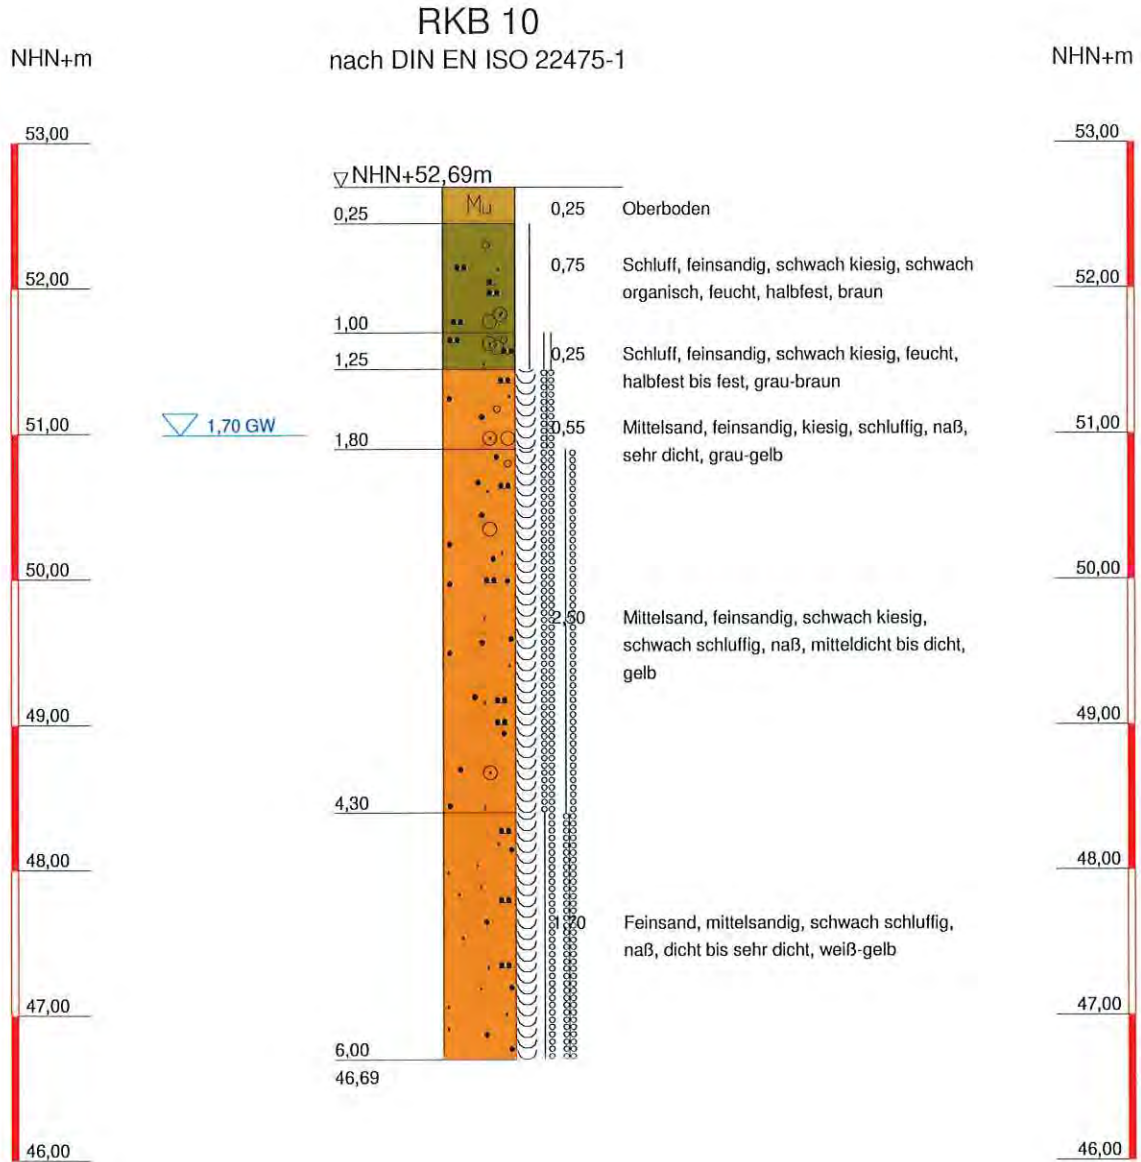 RKB 10
nach DIN EN ISO 22475-1
NHN+m
NHN+m
53,00
53,00
NHN+52,69m
Mu
0,25
0,25
Oberboden
0,75
Schluff, feinsandig, schwach kiesig, schwach
organisch, feucht, halbfest, braun
52,00
52,00
1,00
0,25
Schluff, feinsandig, schwach kiesig, feucht,
halbfest bis fest, grau-braun
1,25
51,00
1,70 GW
0,55
Mittelsand, feinsandig, kiesig, schluffig, naß,
sehr dicht, grau-gelb
51,00
1,80
50,00
50,00
2,50
Mittelsand, feinsandig, schwach kiesig,
schwach schluffig, naß, mitteldicht bis dicht,
gelb
49,00
49,00
4,30
48,00
48,00
1,70
Feinsand, mittelsandig, schwach schluffig,
naß, dicht bis sehr dicht, weiß-gelb
47,00
47,00
6,00
46,69
46,00
46,00